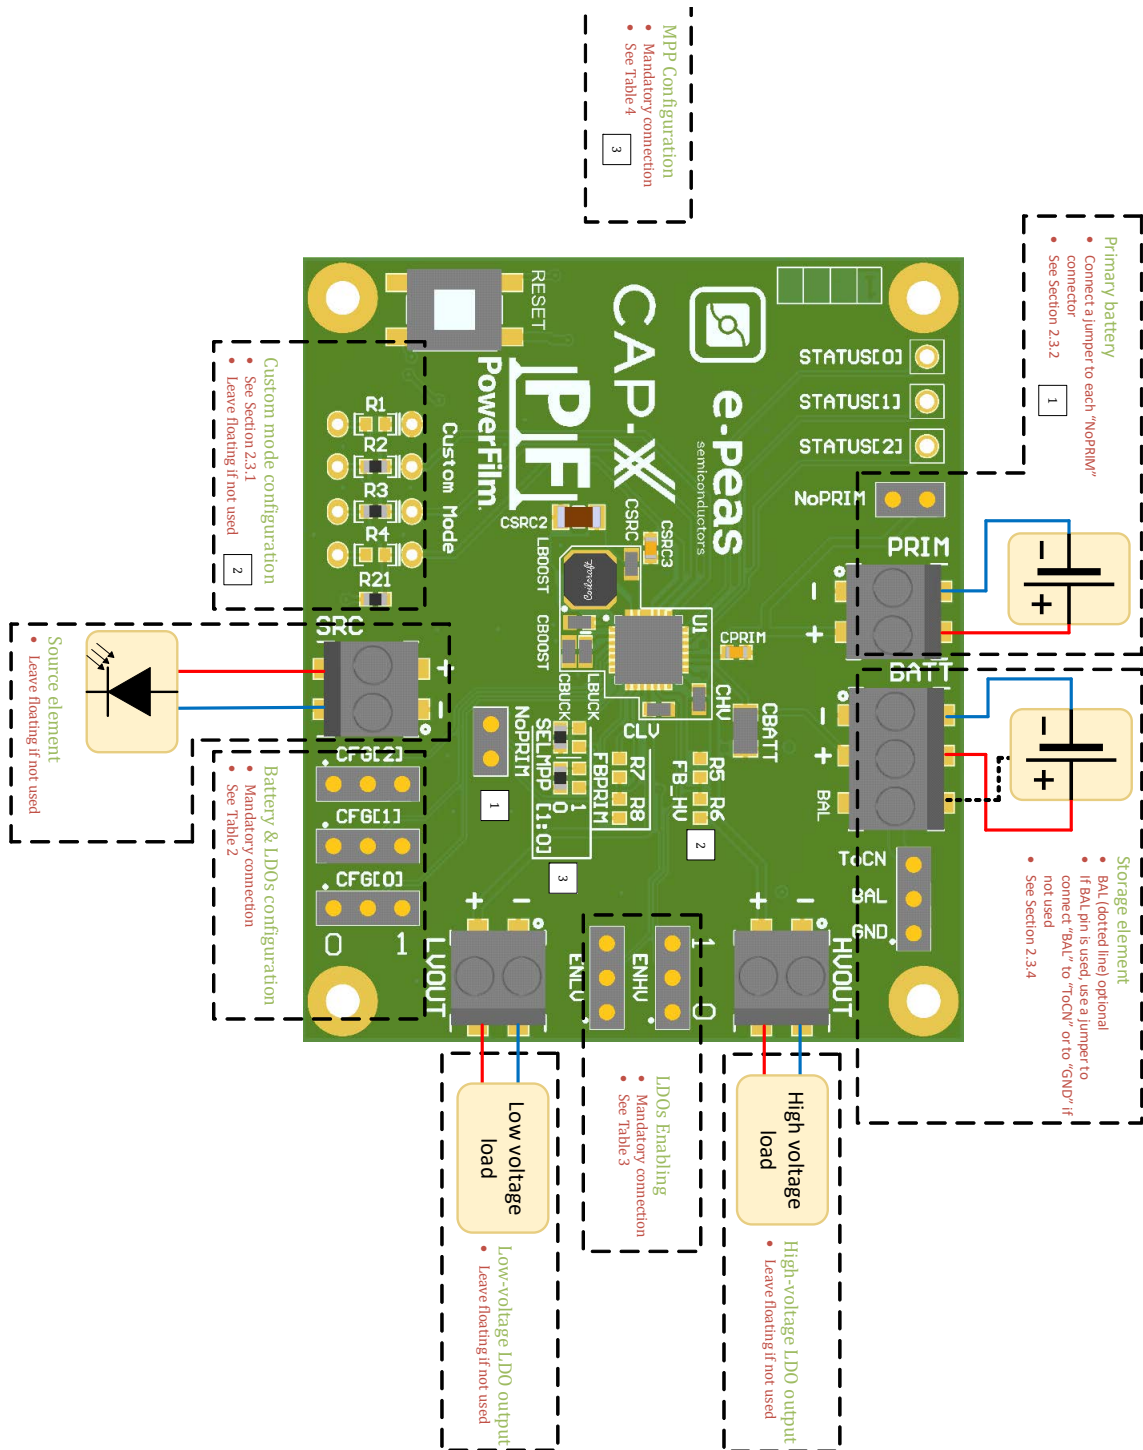 MPP Configuration
• Mandatory connection
• See Table 4
3
Primary battery
• Connect a jumper to each "NoPRIM"
connector
• See Section 2.3.2
1
Storage element
• BAL (dotted line) optional
• If BAL pin is used, use a jumper to
connect "BAL" to "ToCN" or to "GND" if
not used
• See Section 2.3.4
Custom mode configuration
• See Section 2.3.1
• Leave floating if not used
2
Source element
• Leave floating if not used
Battery & LDOs configuration
• Mandatory connection
• See Table 2
LDOs Enabling
• Mandatory connection
• See Table 3
High voltage
load
High-voltage LDO output
• Leave floating if not used
Low voltage
load
Low-voltage LDO output
• Leave floating if not used
-
+
-
+
RESET
CAP-XX
e.peas
semiconductors
PF
PowerFilm
STATUS[0]
STATUS[1]
STATUS[2]
NoPRIM
PRIM
-
+
BATT
-
+
BAL
ToCN
BAL
GND
Custom Mode
R1
R2
R3
R4
R21
SRC
+
-
CFG[2]
CFG[1]
CFG[0]
0
1
CSRC2
CSRC
CSRC3
LBOOST
Coilcraft
CBOOST
U1
CPRIM
CHV
CLV
CBATT
LBUCK
CBUCK
NoPRIM
1
SELMPP [1:0]
1
0
FBPRIM
R7
R8
FB_HV
R5
R6
2
3
LVOUT
+
-
ENLV
ENHV
1
0
HVOUT
+
-